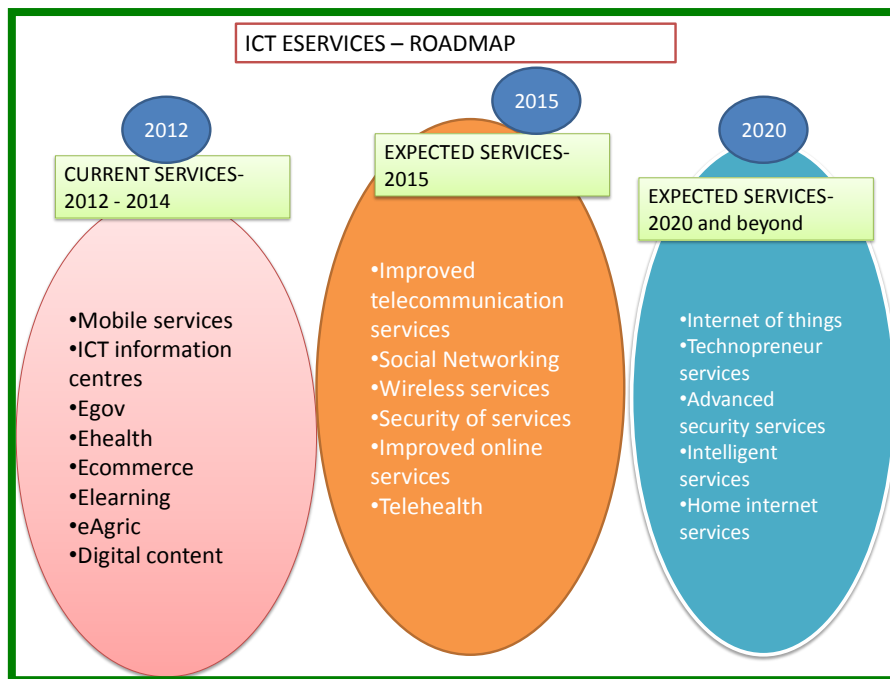 ICT ESERVICES – ROADMAP
2012
CURRENT SERVICES-
2012 - 2014
•Mobile services
•ICT information
centres
•Egov
•Ehealth
•Ecommerce
•Elearning
•eAgric
•Digital content
2015
EXPECTED SERVICES-
2015
•Improved
telecommunication
services
•Social Networking
•Wireless services
•Security of services
•Improved online
services
•Telehealth
2020
EXPECTED SERVICES-
2020 and beyond
•Internet of things
•Technopreneur
services
•Advanced
security services
•Intelligent
services
•Home internet
services